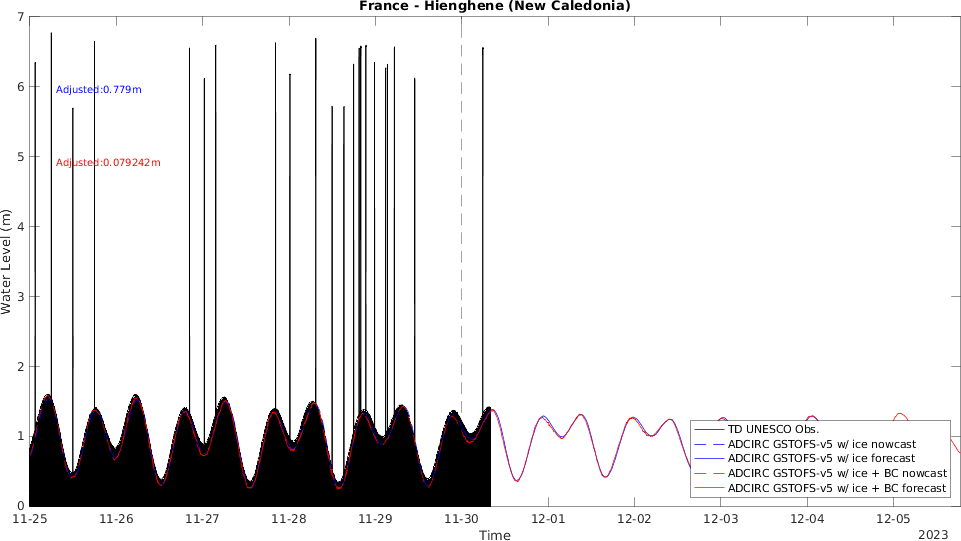 France - Hienghene (New Caledonia)
7
6
5
4
3
2
1
0
Water Level (m)
Adjusted:0.779m
Adjusted:0.079242m
TD UNESCO Obs.
ADCIRC GSTOFS-v5 w/ ice nowcast
ADCIRC GSTOFS-v5 w/ ice forecast
ADCIRC GSTOFS-v5 w/ ice + BC nowcast
ADCIRC GSTOFS-v5 w/ ice + BC forecast
11-25 11-26 11-27 11-28 11-29 11-30 12-01 12-02 12-03 12-04 12-05
Time
2023